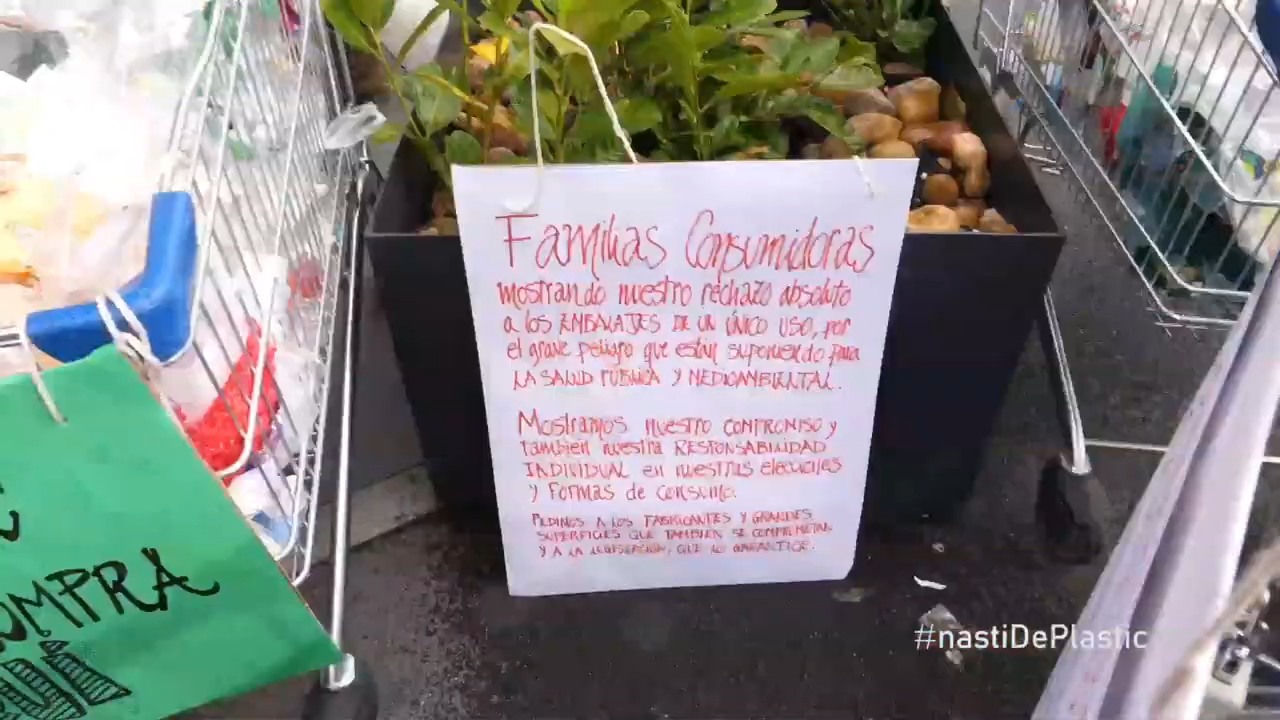 Familias Consumidoras
mostrando nuestro rechazo absoluto
a los EMBALAJES DE UN ÚNICO USO, por
el grave peligro que están suponiendo para
LA SALUD PÚBLICA Y MEDIOAMBIENTAL.
Mostramos nuestro COMPROMISO y
también nuestra RESPONSABILIDAD
INDIVIDUAL en nuestras elecciones
y formas de consumo.
PEDIMOS A LOS FABRICANTES Y GRANDES
SUPERFICIES QUE TAMBIÉN SE COMPROMETAN
Y A LA LEGISLACIÓN, QUE LO GARANTICE.
COMPRA
#nastiDePlastic